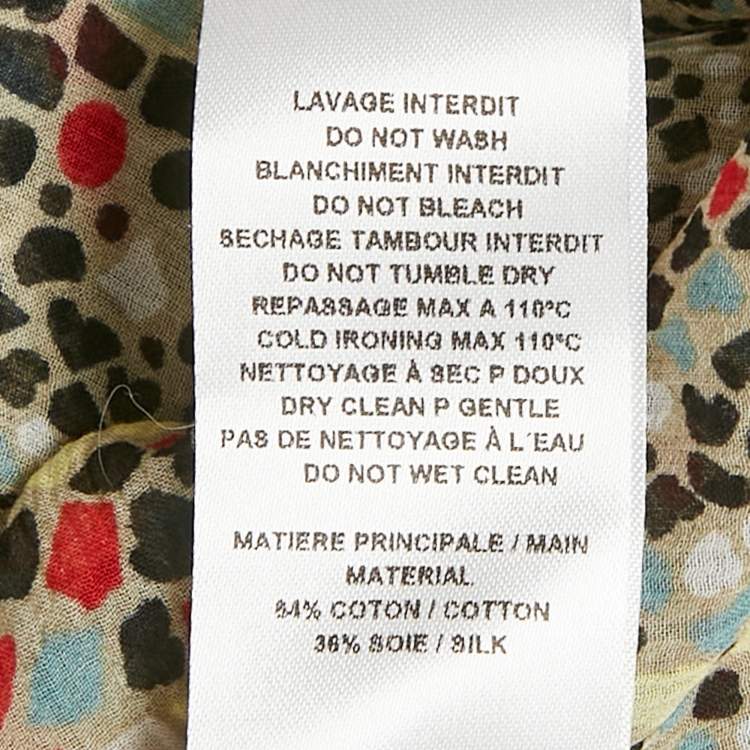 LAVAGE INTERDIT
DO NOT WASH
BLANCHIMENT INTERDIT
DO NOT BLEACH
SECHAGE TAMBOUR INTERDIT
DO NOT TUMBLE DRY
REPASSAGE MAX A 110°C
COLD IRONING MAX 110°C
NETTOYAGE À SEC P DOUX
DRY CLEAN P GENTLE
PAS DE NETTOYAGE À L'EAU
DO NOT WET CLEAN
MATIERE PRINCIPALE / MAIN
MATERIAL
64% COTON / COTTON
36% SOIE / SILK